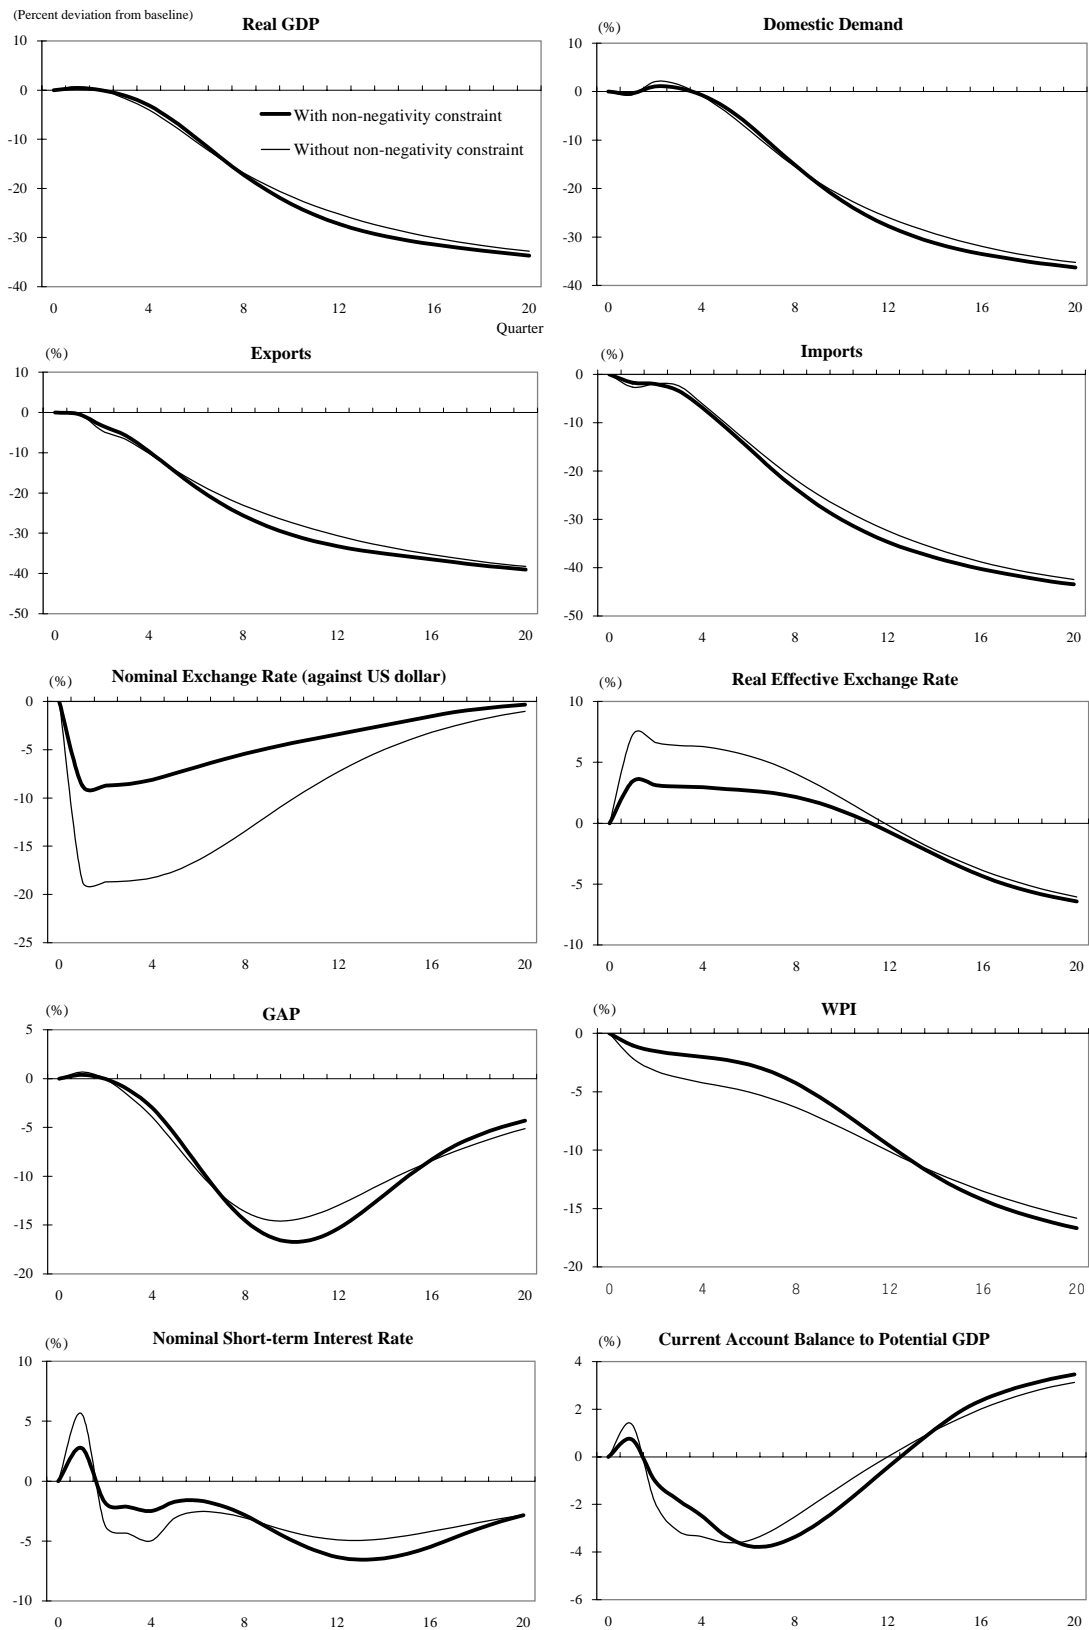 (Percent deviation from baseline)
Real GDP
10
0
-10
-20
-30
-40
With non-negativity constraint
Without non-negativity constraint
0 4 8 12 16 20
Quarter
(%)
Domestic Demand
10
0
-10
-20
-30
-40
0 4 8 12 16 20
(%)
Exports
10
0
-10
-20
-30
-40
-50
0 4 8 12 16 20
(%)
Imports
0
-10
-20
-30
-40
-50
0 4 8 12 16 20
(%)
Nominal Exchange Rate (against US dollar)
0
-5
-10
-15
-20
-25
0 4 8 12 16 20
(%)
Real Effective Exchange Rate
10
5
0
-5
-10
0 4 8 12 16 20
(%)
GAP
5
0
-5
-10
-15
-20
0 4 8 12 16 20
(%)
WPI
0
-5
-10
-15
-20
0 4 8 12 16 20
(%)
Nominal Short-term Interest Rate
10
5
0
-5
-10
0 4 8 12 16 20
(%)
Current Account Balance to Potential GDP
4
2
0
-2
-4
-6
0 4 8 12 16 20